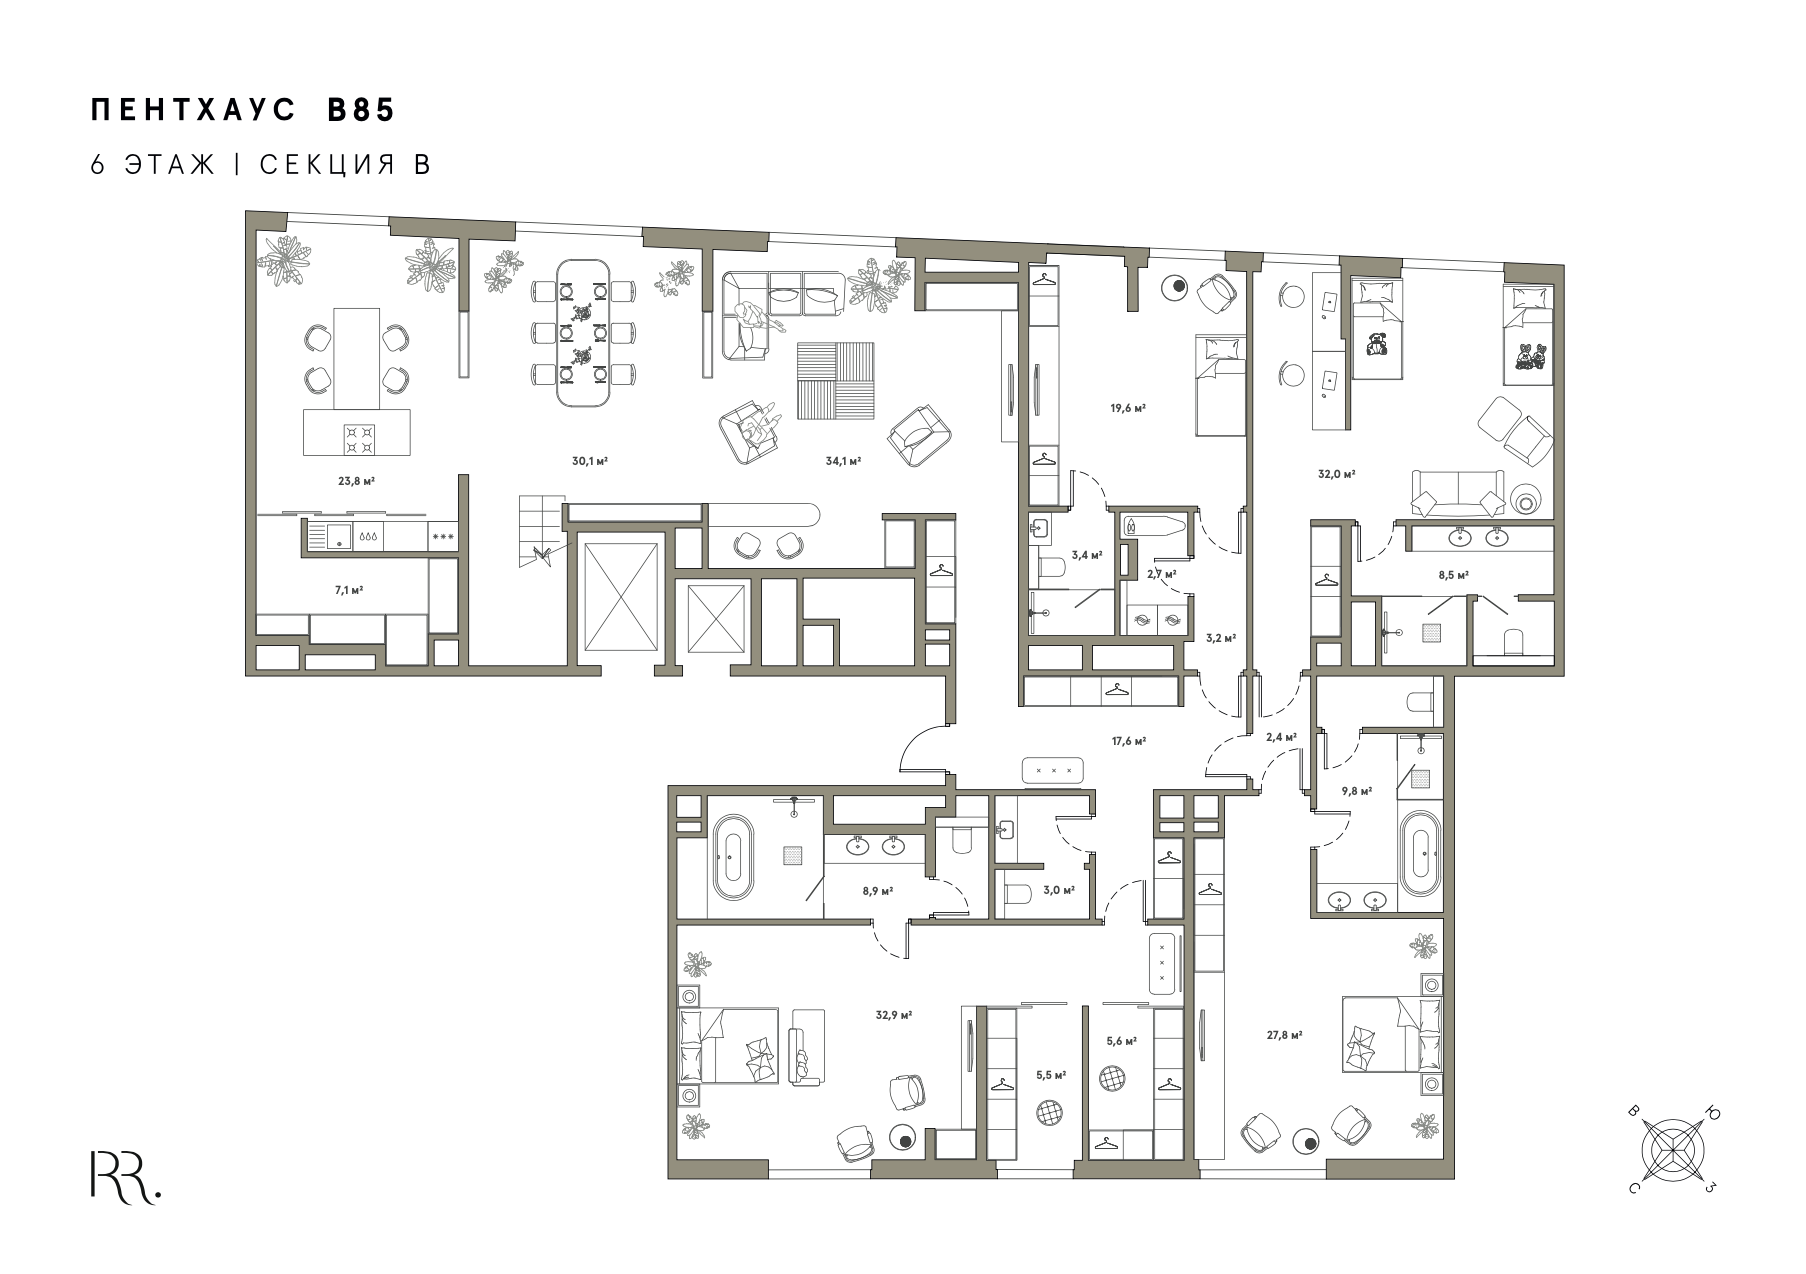 ПЕНТХАУС В85
6 ЭТАЖ | СЕКЦИЯ В
23,8 м²
30,1 м²
34,1 м²
19,6 м²
32,0 м²
7,1 м²
3,4 м²
2,7 м²
3,2 м²
8,5 м²
17,6 м²
2,4 м²
9,8 м²
8,9 м²
3,0 м²
32,9 м²
5,5 м²
5,6 м²
27,8 м²
В Ю
С З
RR.